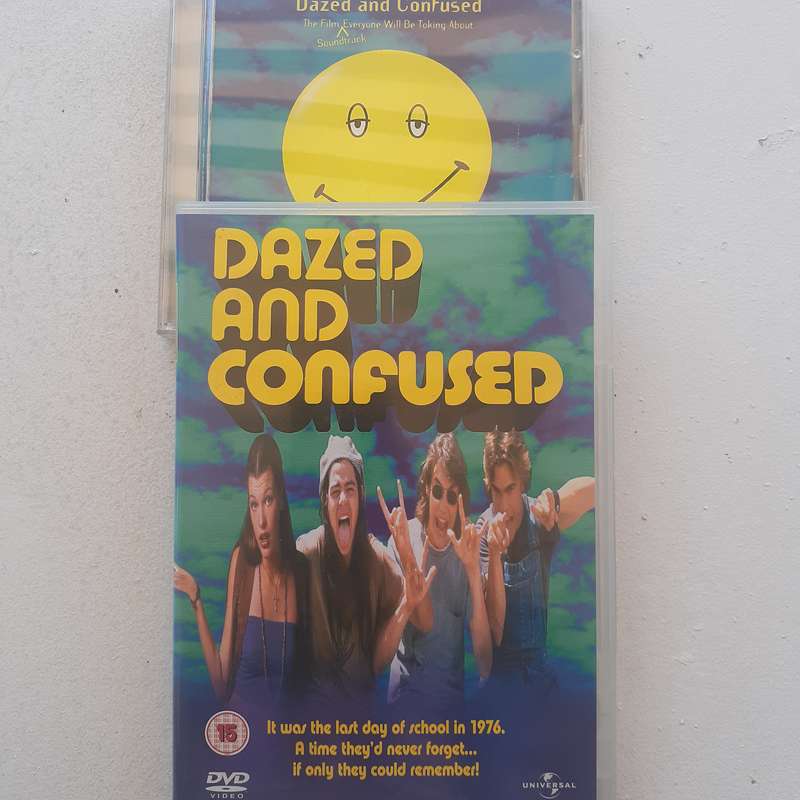 Dazed and Confused
The Film Everyone Will Be Toking About
Soundtrack
DAZED
AND
CONFUSED
15
It was the last day of school in 1976.
A time they'd never forget...
if only they could remember!
DVD
VIDEO
UNIVERSAL